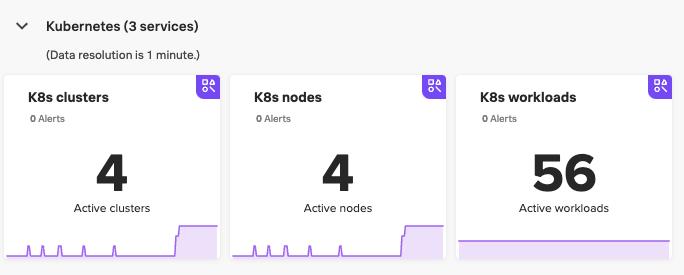 Kubernetes (3 services)
(Data resolution is 1 minute.)
K8s clusters
0 Alerts
4
Active clusters
K8s nodes
0 Alerts
4
Active nodes
K8s workloads
0 Alerts
56
Active workloads